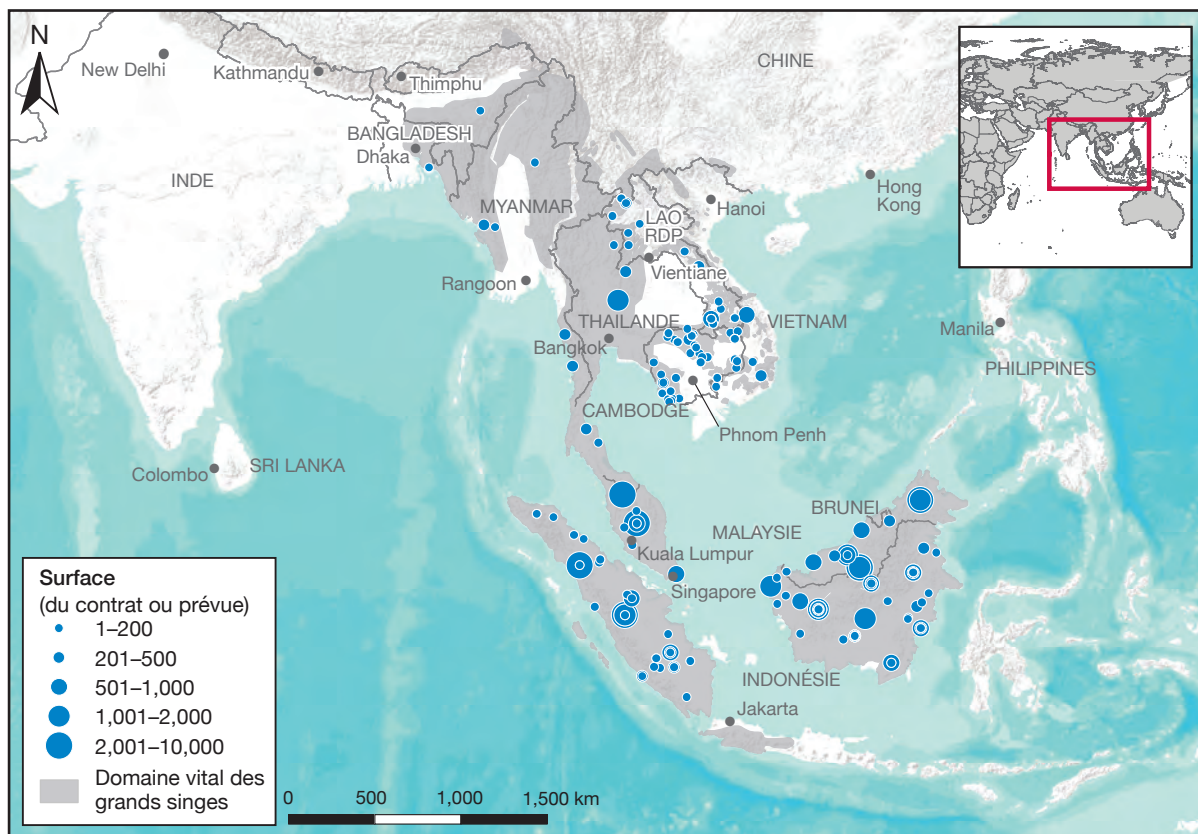 N
New Delhi
Kathmandu
Thimphu
CHINE
BANGLADESH
Dhaka
INDE
MYANMAR
LAO
RDP
Hanoi
Hong
Kong
Vientiane
Rangoon
THAILANDE
VIETNAM
Bangkok
Manila
PHILIPPINES
CAMBODGE
Phnom Penh
Colombo
SRI LANKA
BRUNEI
MALAYSIE
Kuala Lumpur
Singapore
INDONÉSIE
Jakarta
Surface
(du contrat ou prévue)
1–200
201–500
501–1,000
1,001–2,000
2,001–10,000
Domaine vital des
grands singes
0 500 1,000 1,500 km